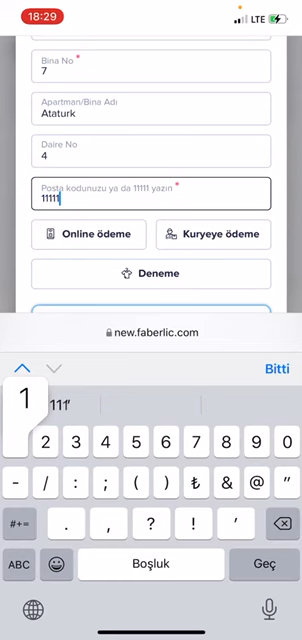 18:29
LTE
Bina No *
7
Apartman/Bina Adı
Ataturk
Daire No
4
Posta kodunuzu ya da 11111 yazın *
11111
Online ödeme
Kuryeye ödeme
Deneme
new.faberlic.com
Bitti
1
111'
2 3 4 5 6 7 8 9 0
- / : ; ( ) ₺ & @ "
#+= . , ? ! '
ABC Boşluk Geç